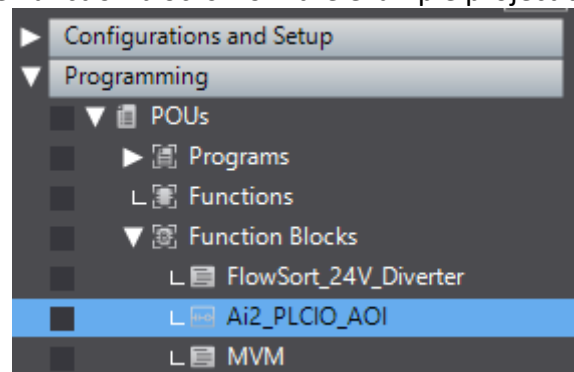 Configurations and Setup
Programming
POUs
Programs
Functions
Function Blocks
FlowSort_24V_Diverter
Ai2_PLCIO_AOI
MVM